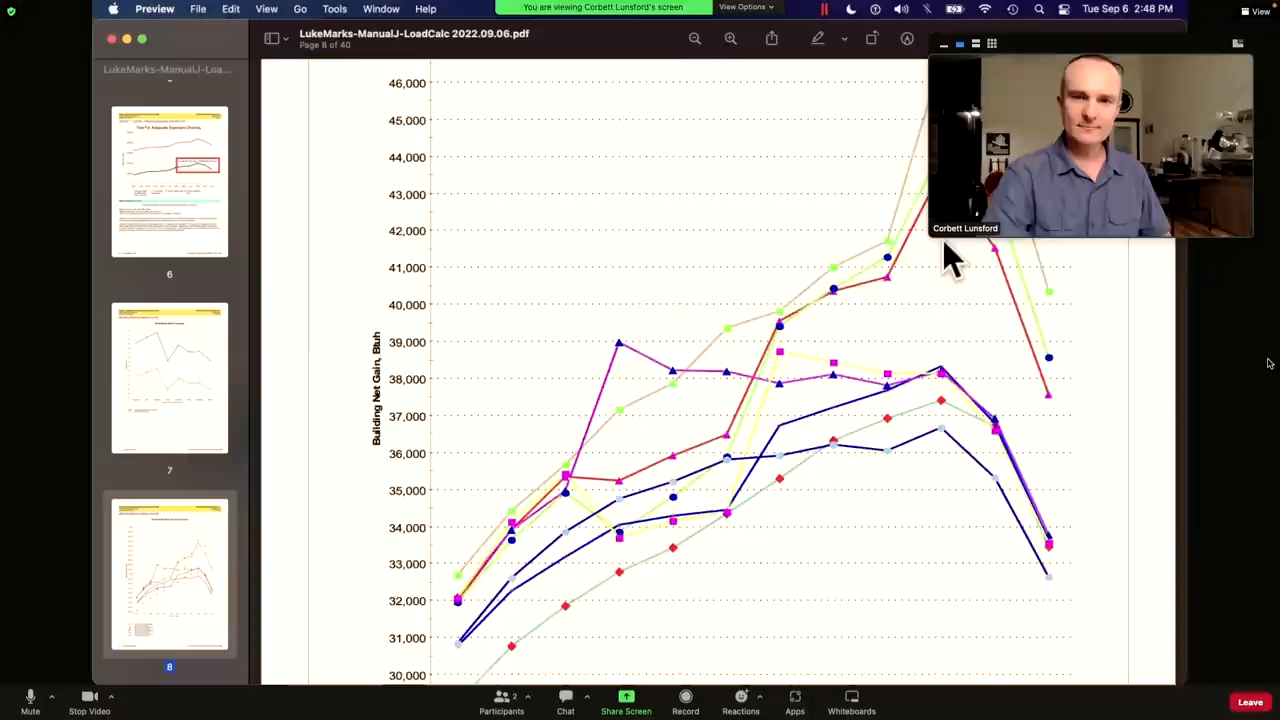 Preview File Edit View Go Tools Window Help
You are viewing Corbett Lunsford's screen
View Options
Tue Sep 6 2:48 PM
View
LukeMarks-ManualJ-Loa...
LukeMarks-ManualJ-LoadCalc 2022.09.06.pdf
Page 8 of 40
6
7
8
46,000
45,000
44,000
43,000
42,000
41,000
40,000
39,000
38,000
37,000
36,000
35,000
34,000
33,000
32,000
31,000
30,000
Building Net Gain, Btuh
Corbett Lunsford
Mute
Stop Video
Participants 2
Chat
Share Screen
Record
Reactions
Apps
Whiteboards
Leave